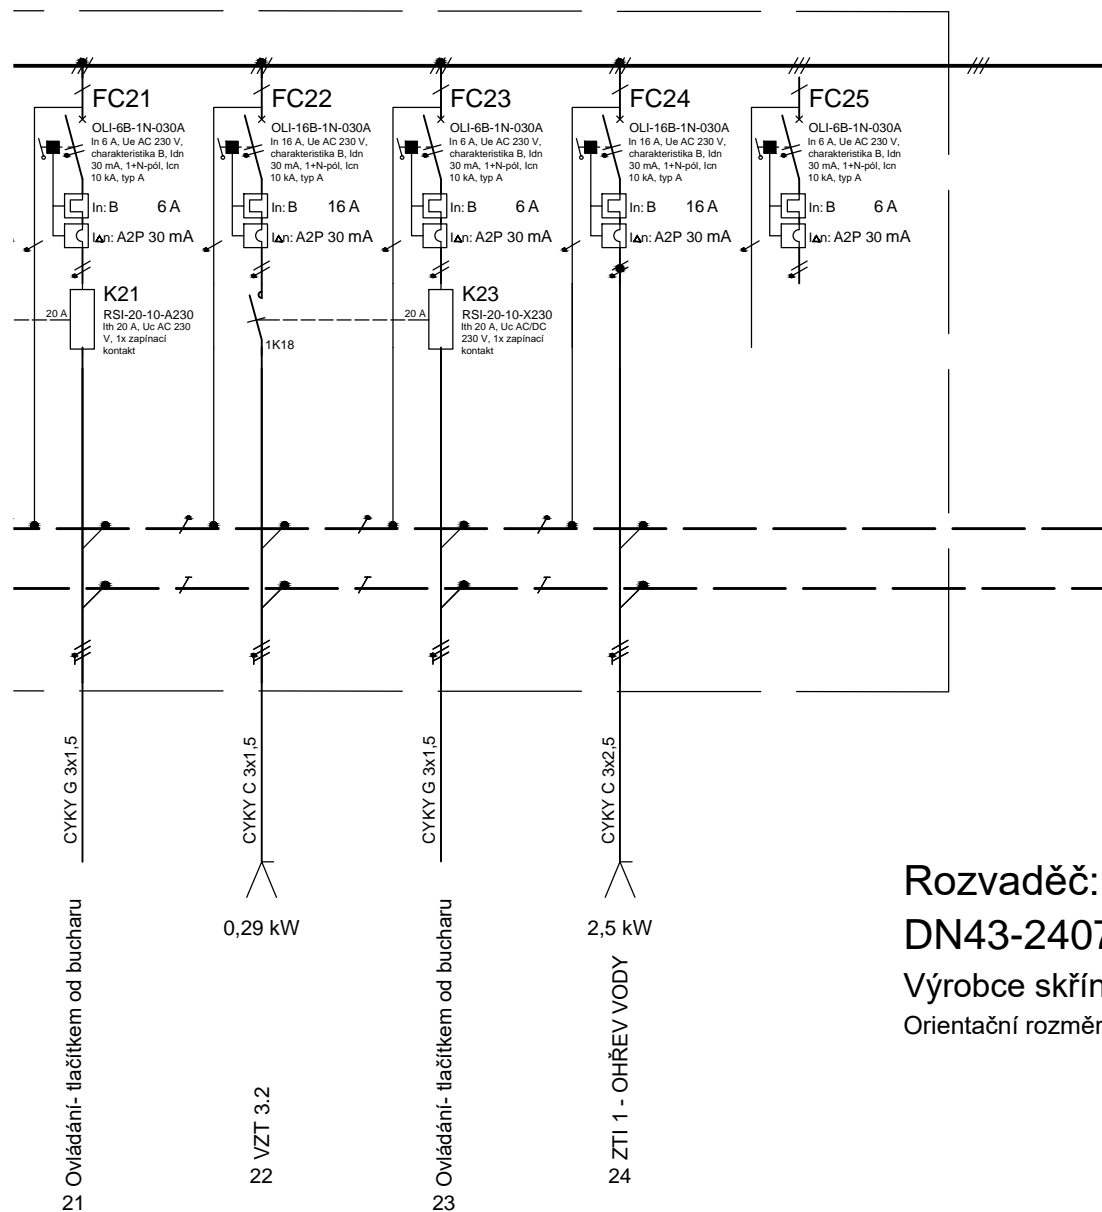 FC21
OLI-6B-1N-030A
In 6 A, Ue AC 230 V,
charakteristika B, Idn
30 mA, 1+N-pól, Icn
10 kA, typ A
In: B 6 A
IΔn: A2P 30 mA
K21
RSI-20-10-A230
Ith 20 A, Uc AC 230
V, 1x zapínací
kontakt
20 A
FC22
OLI-16B-1N-030A
In 16 A, Ue AC 230 V,
charakteristika B, Idn
30 mA, 1+N-pól, Icn
10 kA, typ A
In: B 16 A
IΔn: A2P 30 mA
1K18
FC23
OLI-6B-1N-030A
In 6 A, Ue AC 230 V,
charakteristika B, Idn
30 mA, 1+N-pól, Icn
10 kA, typ A
In: B 6 A
IΔn: A2P 30 mA
K23
RSI-20-10-X230
Ith 20 A, Uc AC/DC
230 V, 1x zapínací
kontakt
20 A
FC24
OLI-16B-1N-030A
In 16 A, Ue AC 230 V,
charakteristika B, Idn
30 mA, 1+N-pól, Icn
10 kA, typ A
In: B 16 A
IΔn: A2P 30 mA
FC25
OLI-6B-1N-030A
In 6 A, Ue AC 230 V,
charakteristika B, Idn
30 mA, 1+N-pól, Icn
10 kA, typ A
In: B 6 A
IΔn: A2P 30 mA
CYKY G 3x1,5
CYKY C 3x1,5
CYKY G 3x1,5
CYKY C 3x2,5
0,29 kW
2,5 kW
Ovládání- tlačítkem od bucharu
21
VZT 3.2
22
Ovládání- tlačítkem od bucharu
23
ZTI 1 - OHŘEV VODY
24
Rozvaděč:
DN43-2407
Výrobce skřín
Orientační rozměr